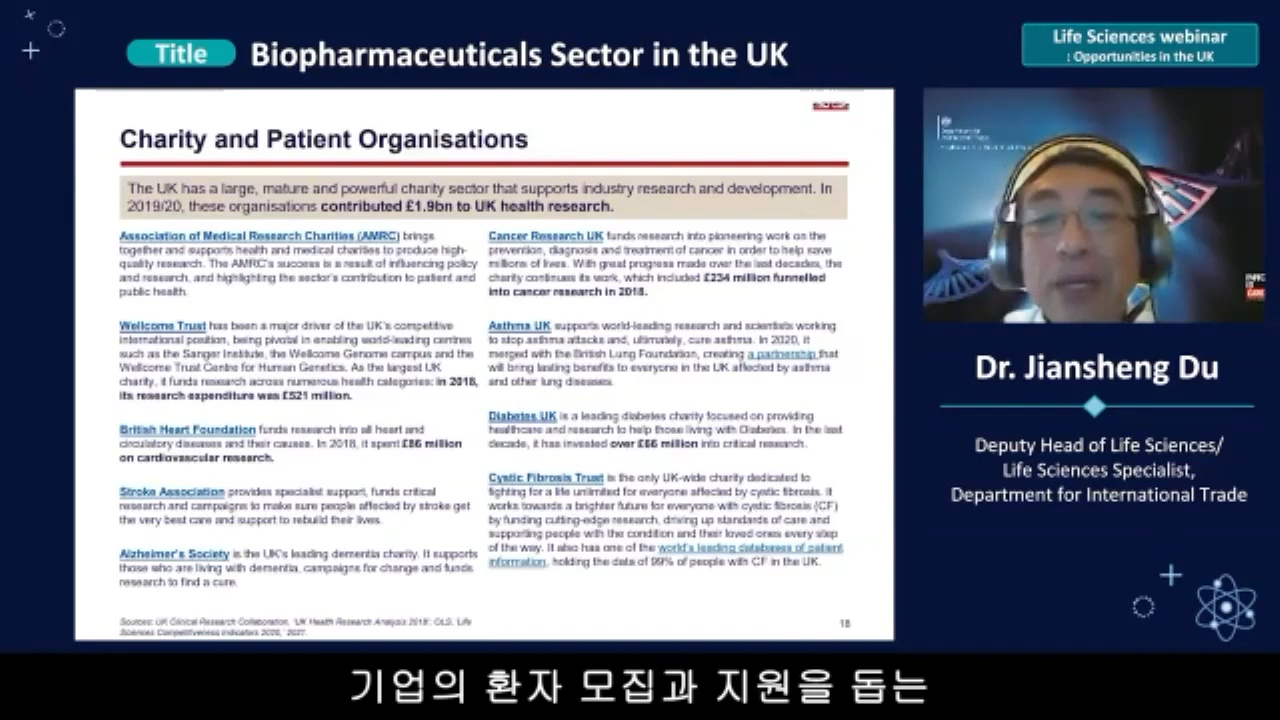 Title
Biopharmaceuticals Sector in the UK
Life Sciences webinar
: Opportunities in the UK
Charity and Patient Organisations
The UK has a large, mature and powerful charity sector that supports industry research and development. In
2019/20, these organisations contributed £1.9bn to UK health research.
Association of Medical Research Charities (AMRC) brings
together and supports health and medical charities to produce high-
quality research. The AMRC's success is a result of influencing policy
and research, and highlighting the sector's contribution to patient and
public health.
Wellcome Trust has been a major driver of the UK's competitive
international position, being pivotal in enabling world-leading centres
such as the Sanger Institute, the Wellcome Genome campus and the
Wellcome Trust Centre for Human Genetics. As the largest UK
charity, it funds research across numerous health categories: in 2018,
its research expenditure was £521 million.
British Heart Foundation funds research into all heart and
circulatory diseases and their causes. In 2018, it spent £86 million
on cardiovascular research.
Stroke Association provides specialist support, funds critical
research and campaigns to make sure people affected by stroke get
the very best care and support to rebuild their lives.
Alzheimer's Society is the UK's leading dementia charity. It supports
those who are living with dementia, campaigns for change and funds
research to find a cure.
Cancer Research UK funds research into pioneering work on the
prevention, diagnosis and treatment of cancer in order to help save
millions of lives. With great progress made over the last decades, the
charity continues its work, which included £234 million funnelled
into cancer research in 2018.
Asthma UK supports world-leading research and scientists working
to stop asthma attacks and, ultimately, cure asthma. In 2020, it
merged with the British Lung Foundation, creating a partnership that
will bring lasting benefits to everyone in the UK affected by asthma
and other lung diseases.
Diabetes UK is a leading diabetes charity focused on providing
healthcare and research to help those living with Diabetes. In the last
decade, it has invested over £66 million into critical research.
Cystic Fibrosis Trust is the only UK-wide charity dedicated to
fighting for a life unlimited for everyone affected by cystic fibrosis. It
works towards a brighter future for everyone with cystic fibrosis (CF)
by funding cutting-edge research, driving up standards of care and
supporting people with the condition and their loved ones every step
of the way. It also has one of the world's leading databases of patient
information, holding the data of 99% of people with CF in the UK.
Sources: UK Clinical Research Collaboration, 'UK Health Research Analysis 2018'; OLS, 'Life
Sciences Competitiveness Indicators 2020,' 2021.
18
Dr. Jiansheng Du
Deputy Head of Life Sciences/
Life Sciences Specialist,
Department for International Trade
기업의 환자 모집과 지원을 돕는